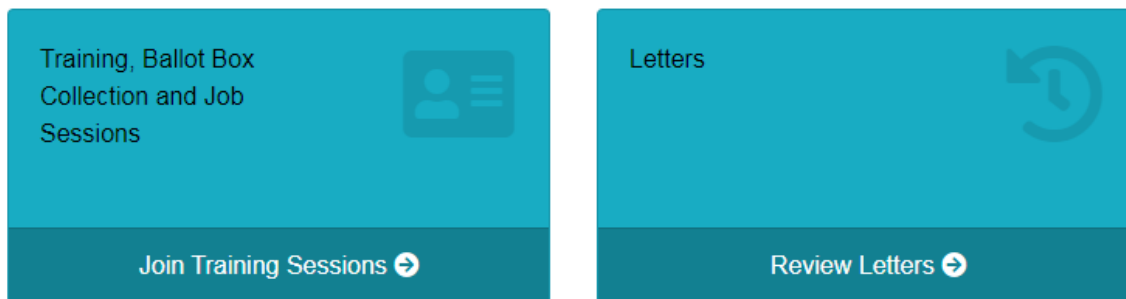 Training, Ballot Box
Collection and Job
Sessions
Join Training Sessions
Letters
Review Letters